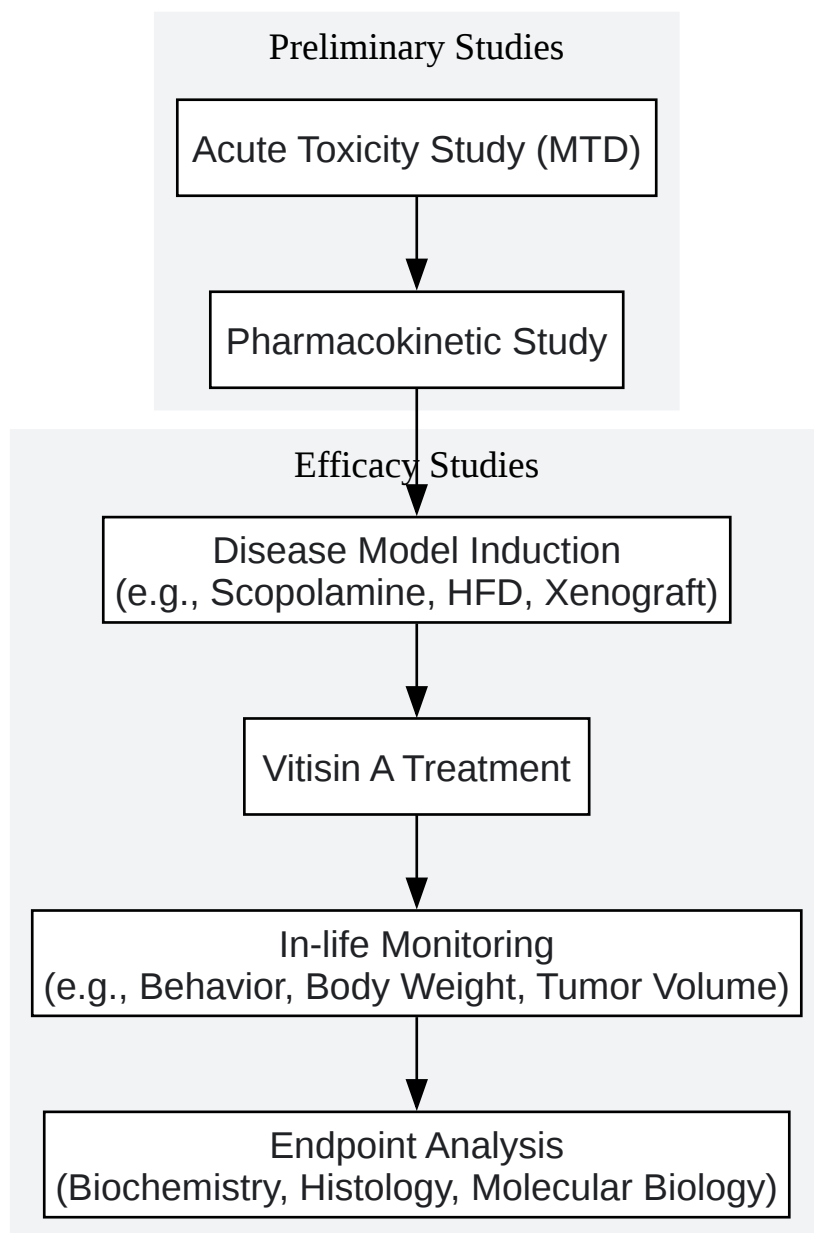 Preliminary Studies
Acute Toxicity Study (MTD)
Pharmacokinetic Study
Efficacy Studies
Disease Model Induction
(e.g., Scopolamine, HFD, Xenograft)
Vitisin A Treatment
In-life Monitoring
(e.g., Behavior, Body Weight, Tumor Volume)
Endpoint Analysis
(Biochemistry, Histology, Molecular Biology)